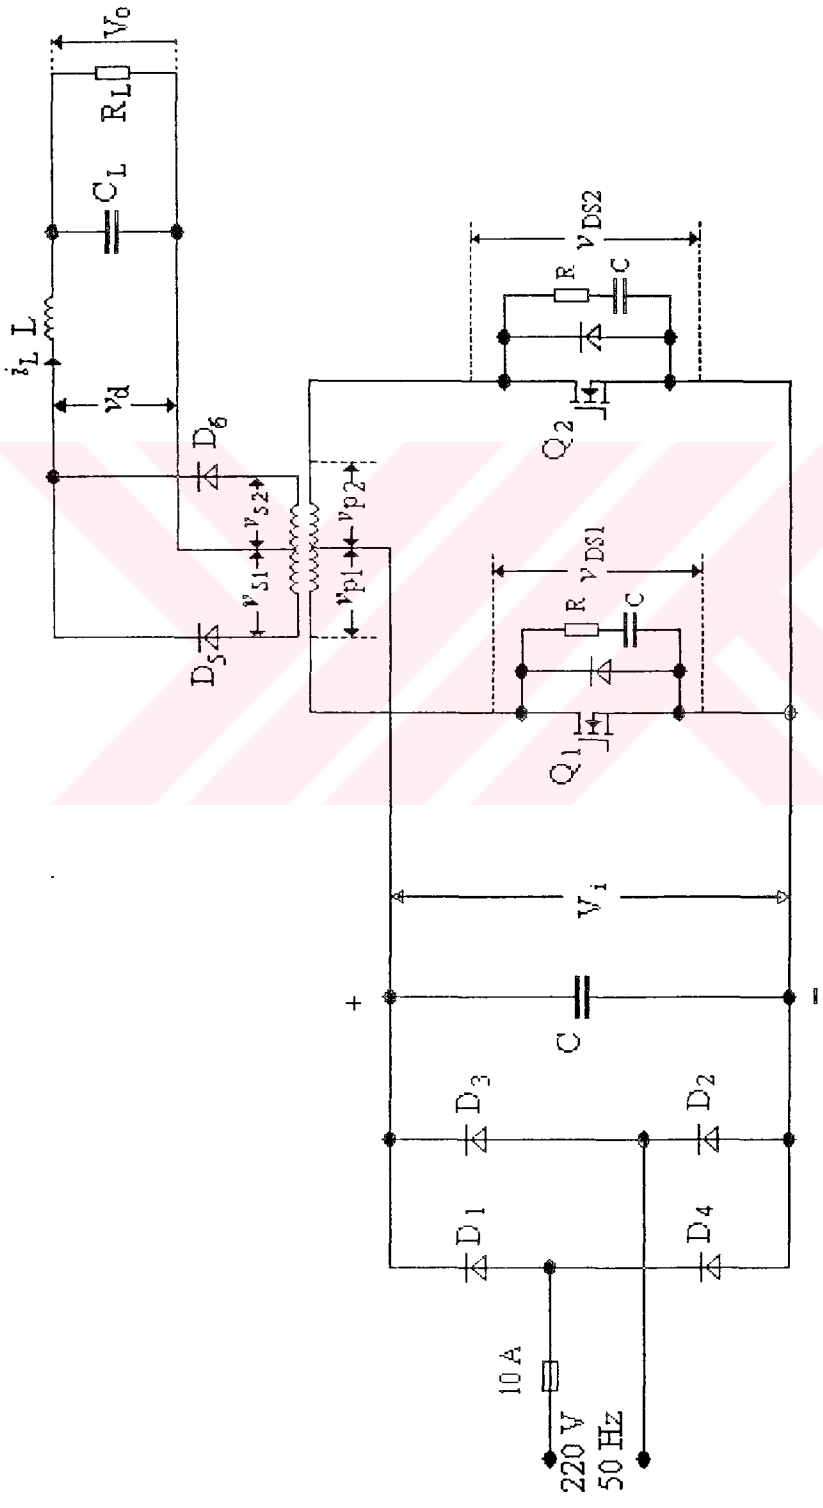 220 V
50 Hz
10 A
D1
D3
D4
D2
C
+
-
Vi
Q1
R
C
vDS1
Q2
R
C
vDS2
vp1
vp2
vS1
vS2
D5
D6
vd
iL
L
CL
RL
Vo